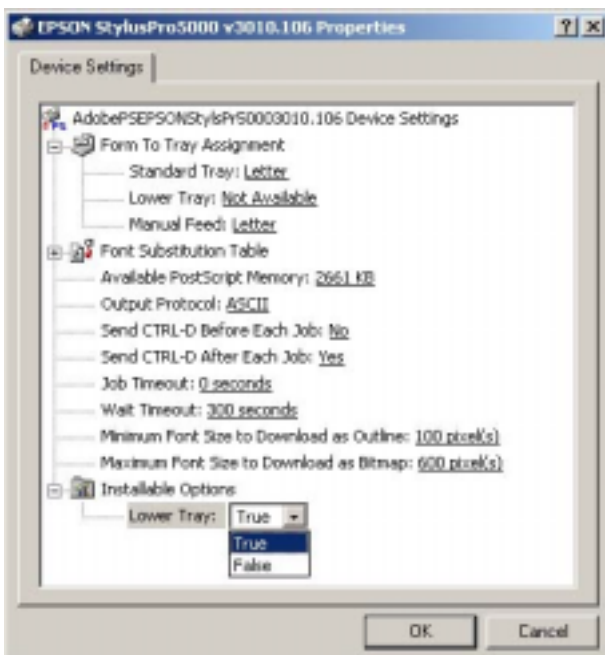 EPSON StylusPro5000 v3010.106 Properties
Device Settings
AdobePSEPSONStylsPr50003010.106 Device Settings
Form To Tray Assignment
Standard Tray: Letter
Lower Tray: Not Available
Manual Feed: Letter
Font Substitution Table
Available PostScript Memory: 2661 KB
Output Protocol: ASCII
Send CTRL-D Before Each Job: No
Send CTRL-D After Each Job: Yes
Job Timeout: 0 seconds
Wait Timeout: 300 seconds
Minimum Font Size to Download as Outline: 100 pixel(s)
Maximum Font Size to Download as Bitmap: 600 pixel(s)
Installable Options
Lower Tray: True
True
False
OK Cancel